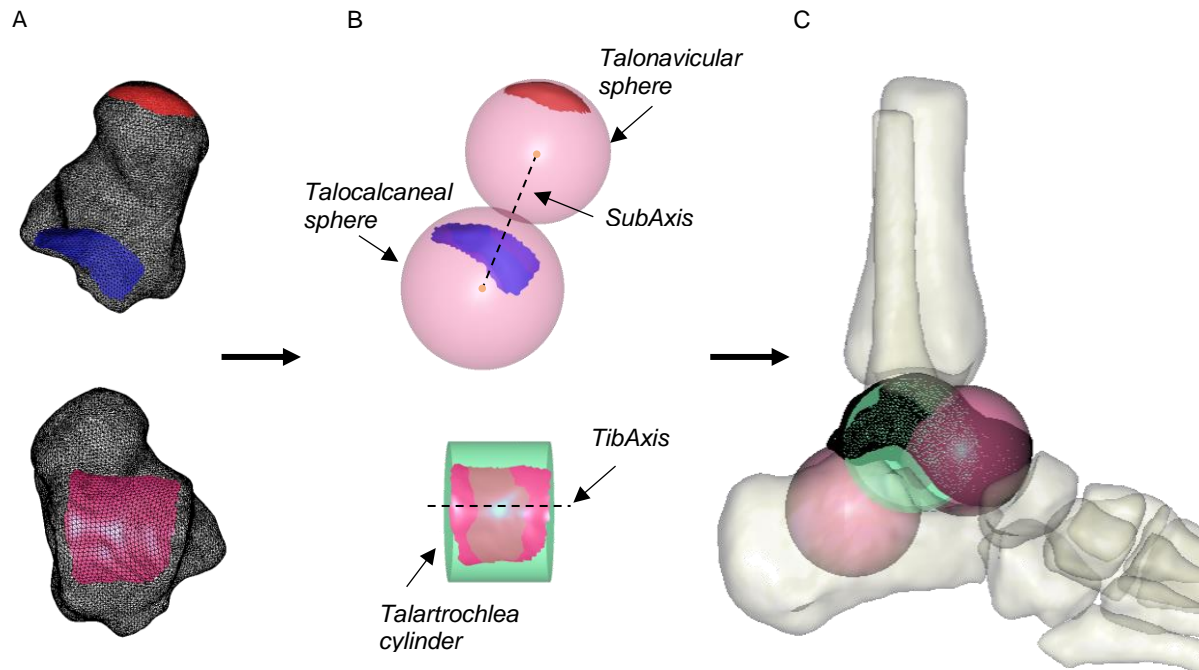 A
B
C
Talonavicular
sphere
Talocalcaneal
sphere
SubAxis
TibAxis
Talartrochlea
cylinder